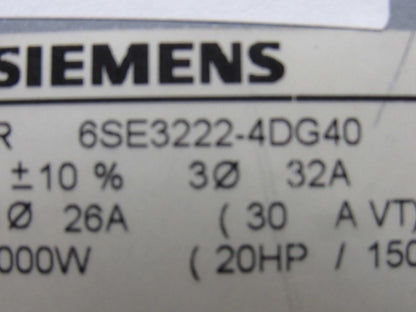 SIEMENS
R 6SE3222-4DG40
±10 % 3Ø 32A
Ø 26A ( 30 A VT)
000W ( 20HP / 150